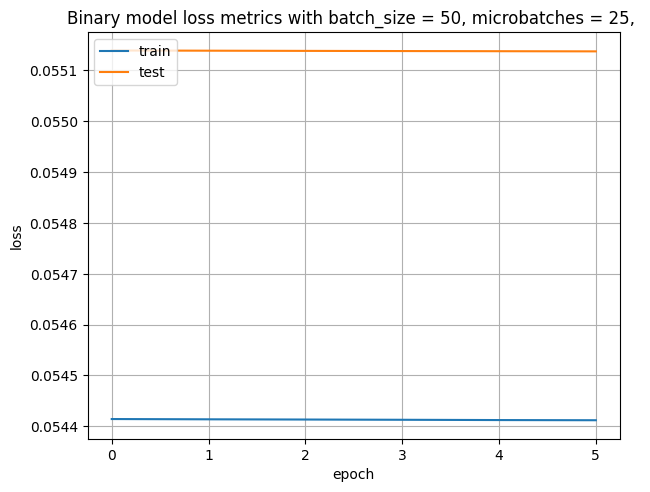 Binary model loss metrics with batch_size = 50, microbatches = 25,
train
test
0.0551
0.0550
0.0549
0.0548
0.0547
0.0546
0.0545
0.0544
loss
0 1 2 3 4 5
epoch